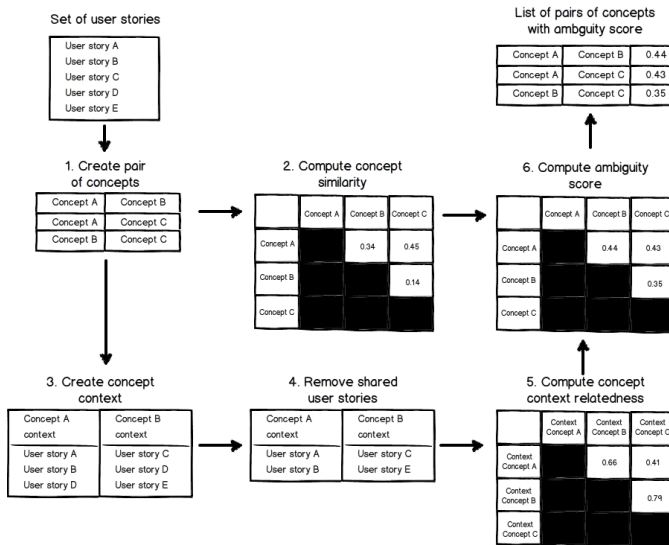 Set of user stories
User story A
User story B
User story C
User story D
User story E
List of pairs of concepts
with ambguity score
Concept A Concept B 0.44
Concept A Concept C 0.43
Concept B Concept C 0.35
1. Create pair
of concepts
Concept A Concept B
Concept A Concept C
Concept B Concept C
2. Compute concept
similarity
Concept A Concept B Concept C
Concept A 0.34 0.45
Concept B 0.14
Concept C
6. Compute ambiguity
score
Concept A Concept B Concept C
Concept A 0.44 0.43
Concept B 0.35
Concept C
3. Create concept
context
Concept A Concept B
context context
User story A User story C
User story B User story D
User story D User story E
4. Remove shared
user stories
Concept A Concept B
context context
User story A User story C
User story B User story E
5. Compute concept
context relatedness
Context Context Context
Concept A Concept B Concept C
Context
Concept A 0.66 0.41
Context
Concept B 0.79
Context
Concept C